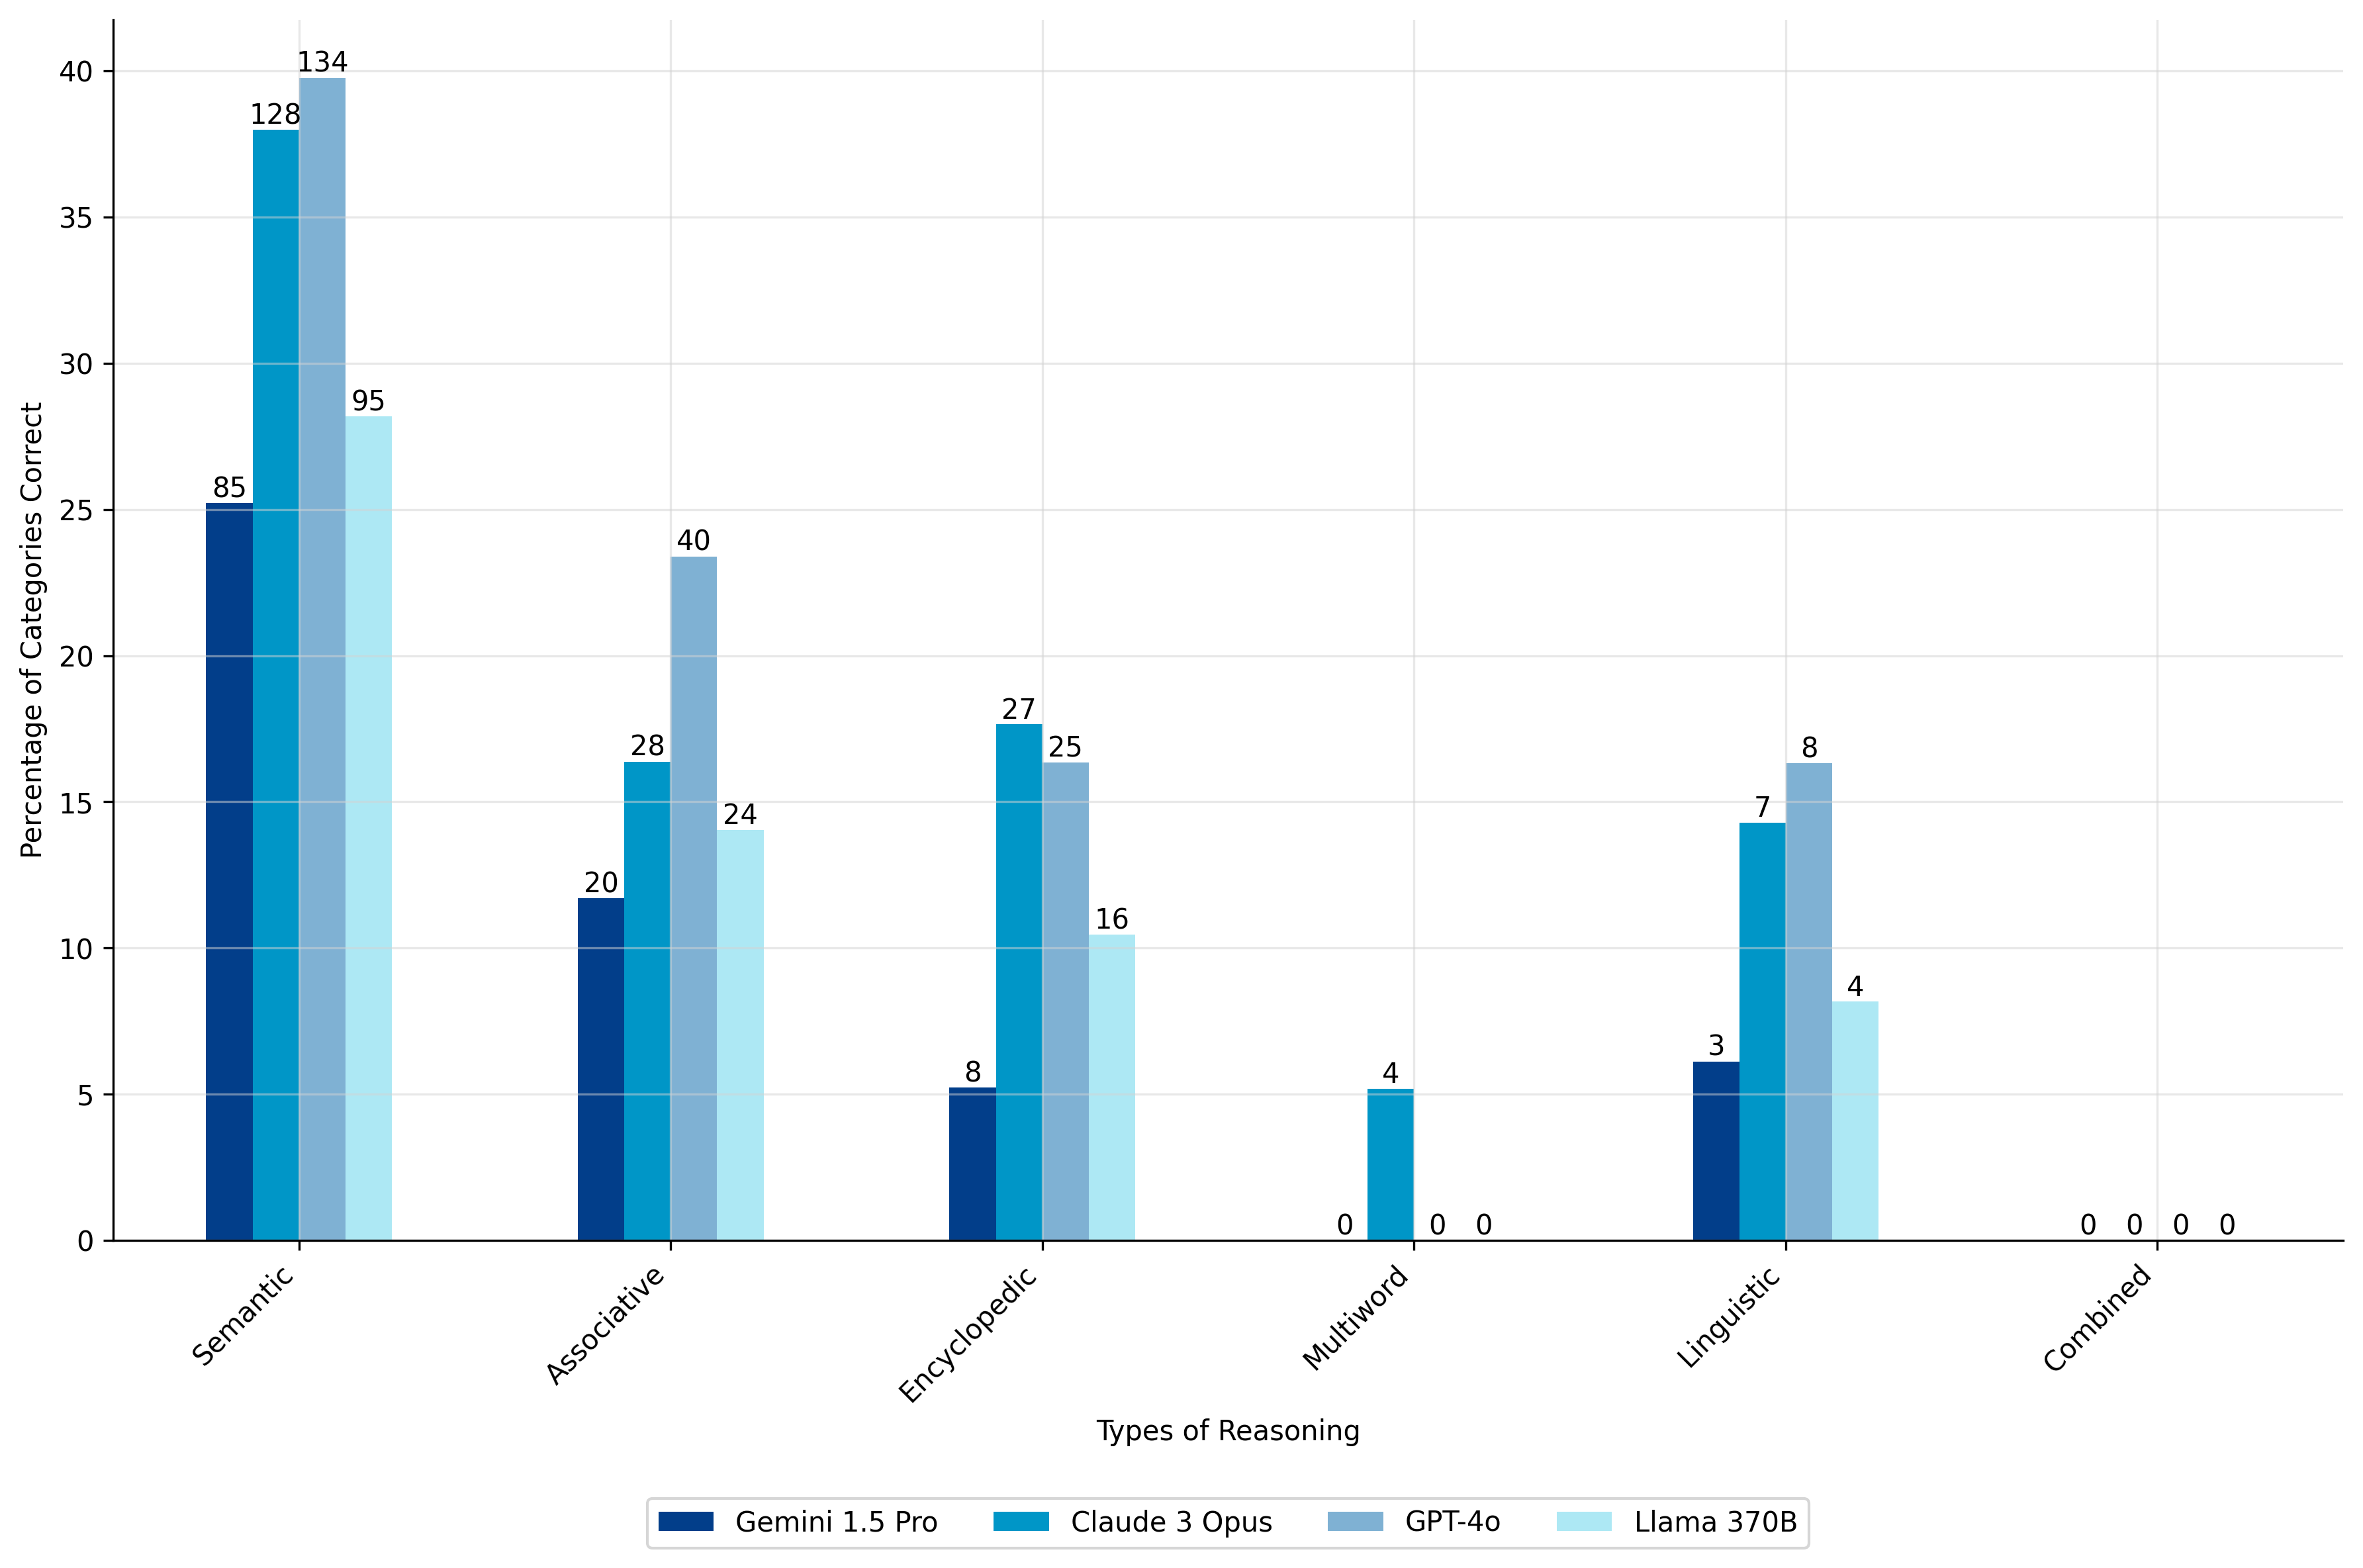 Percentage of Categories Correct
40
35
30
25
20
15
10
5
0
85
128
134
95
20
28
40
24
8
27
25
16
0
4
0
0
3
7
8
4
0
0
0
0
Semantic
Associative
Encyclopedic
Multiword
Linguistic
Combined
Types of Reasoning
Gemini 1.5 Pro
Claude 3 Opus
GPT-4o
Llama 370B